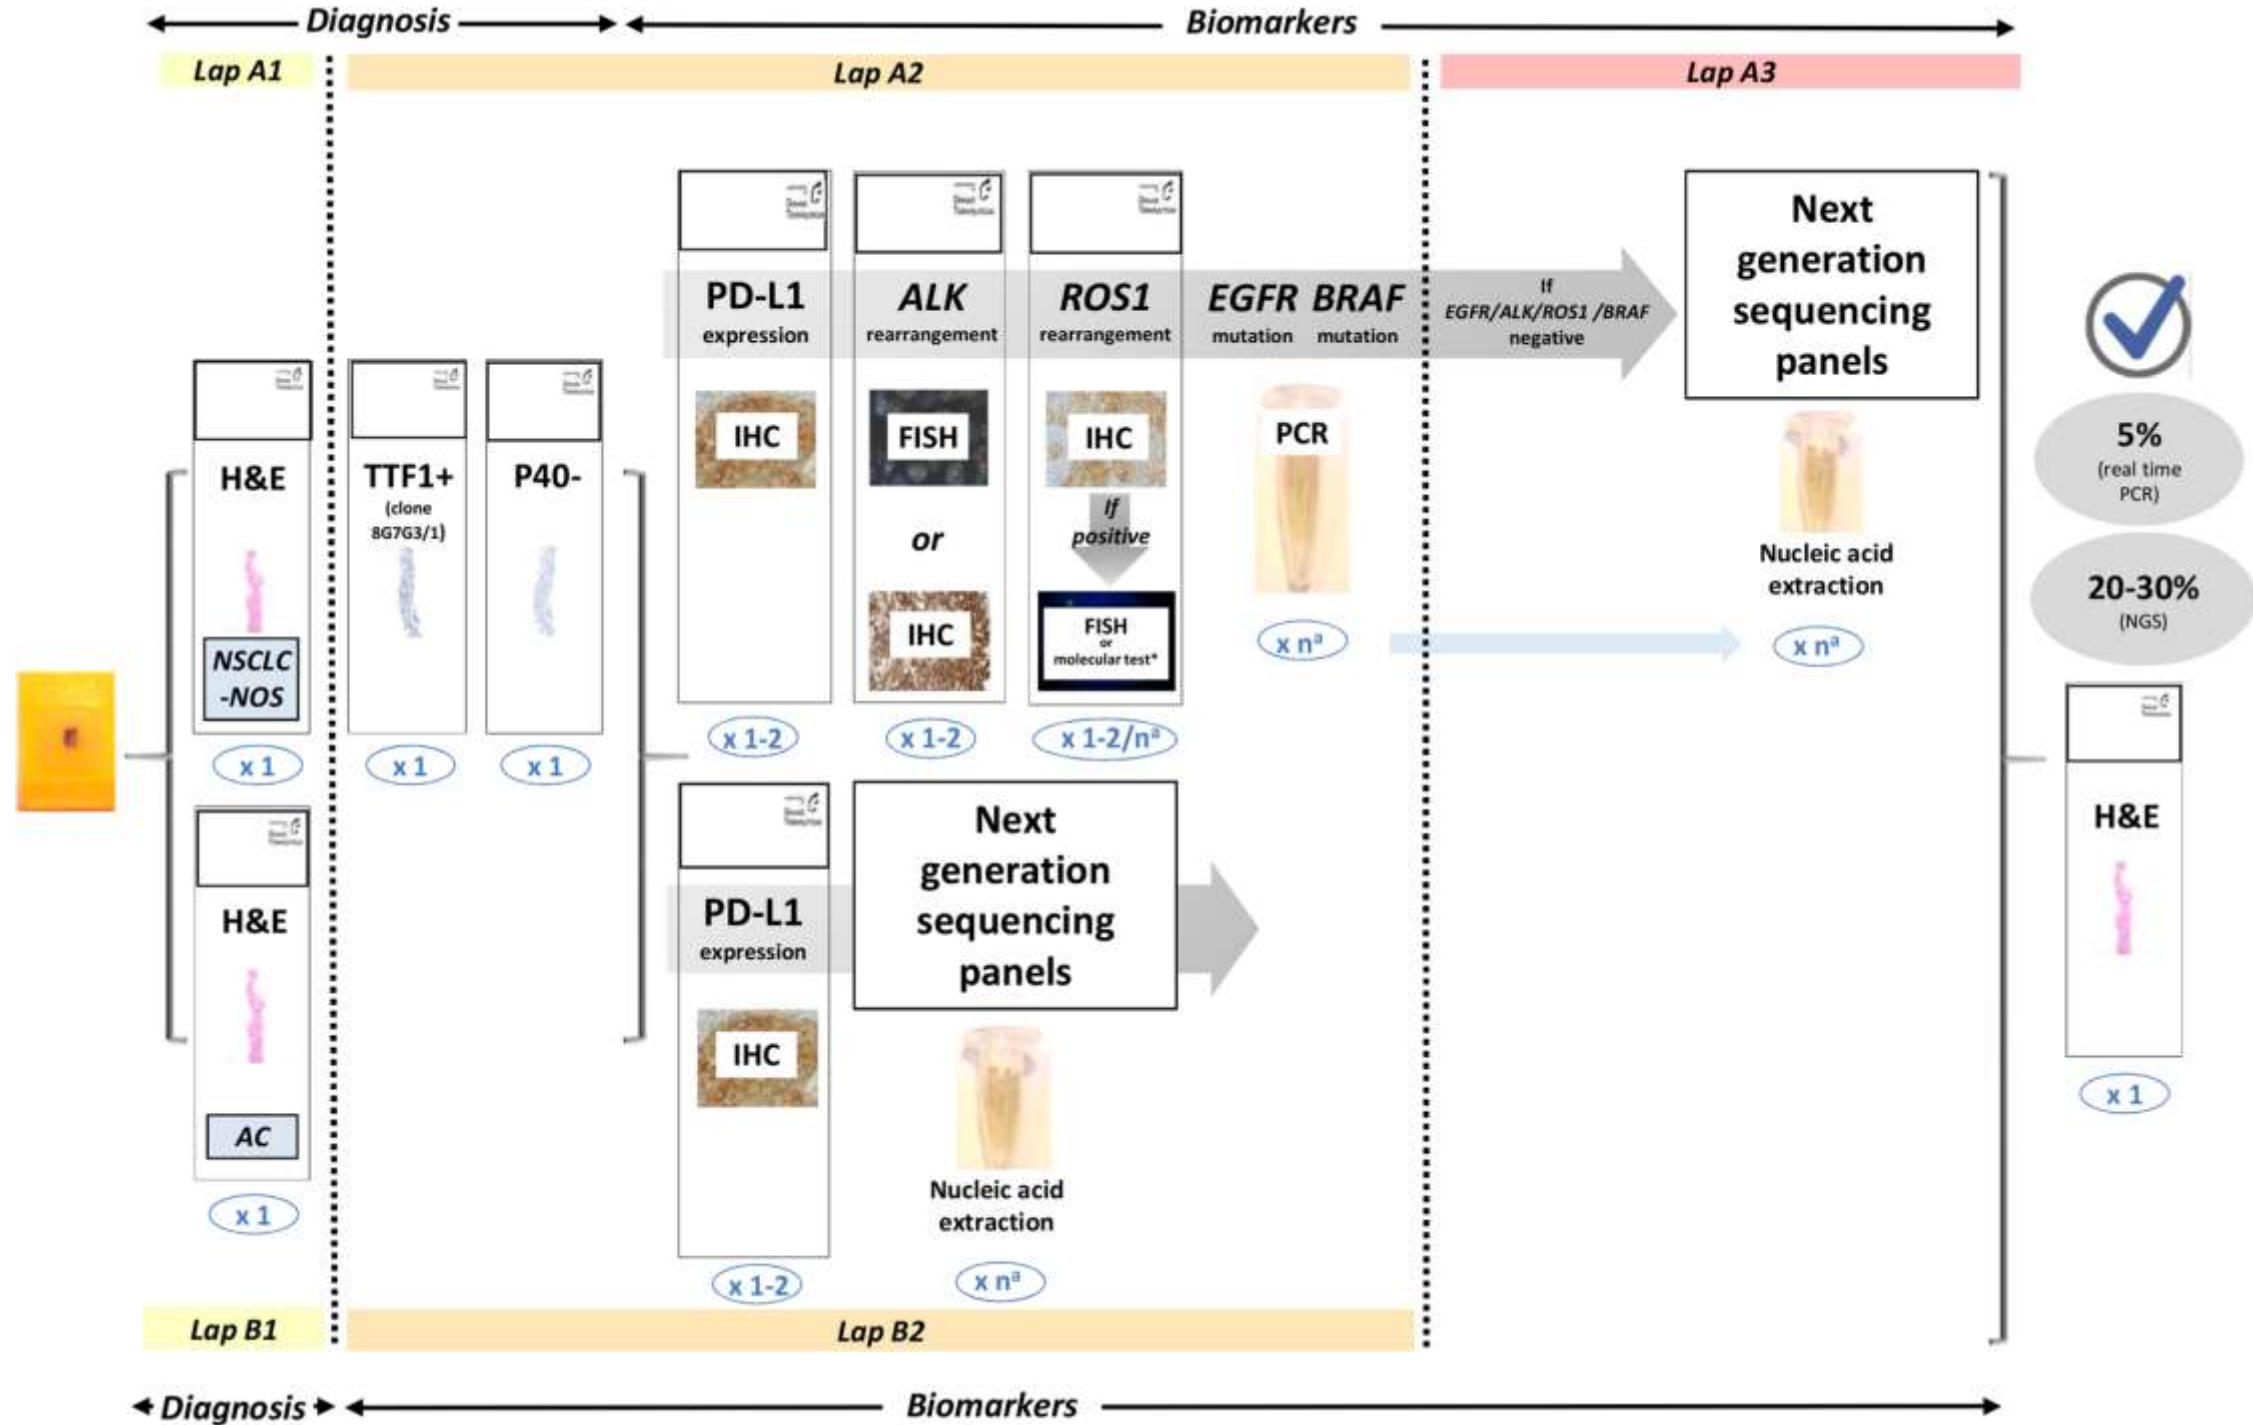 Diagnosis
Biomarkers
Lap A1
Lap A2
Lap A3
H&E
NSCLC
-NOS
x 1
TTF1+
(clone
8G7G3/1)
x 1
P40-
x 1
PD-L1
expression
IHC
x 1-2
ALK
rearrangement
FISH
or
IHC
x 1-2
ROS1
rearrangement
IHC
If
positive
FISH
or
molecular test*
x 1-2/nª
EGFR BRAF
mutation mutation
PCR
x nª
If
EGFR/ALK/ROS1 /BRAF
negative
Next
generation
sequencing
panels
Nucleic acid
extraction
x nª
5%
(real time
PCR)
20-30%
(NGS)
H&E
x 1
H&E
AC
x 1
PD-L1
expression
IHC
x 1-2
Next
generation
sequencing
panels
Nucleic acid
extraction
x nª
Lap B1
Lap B2
Diagnosis
Biomarkers